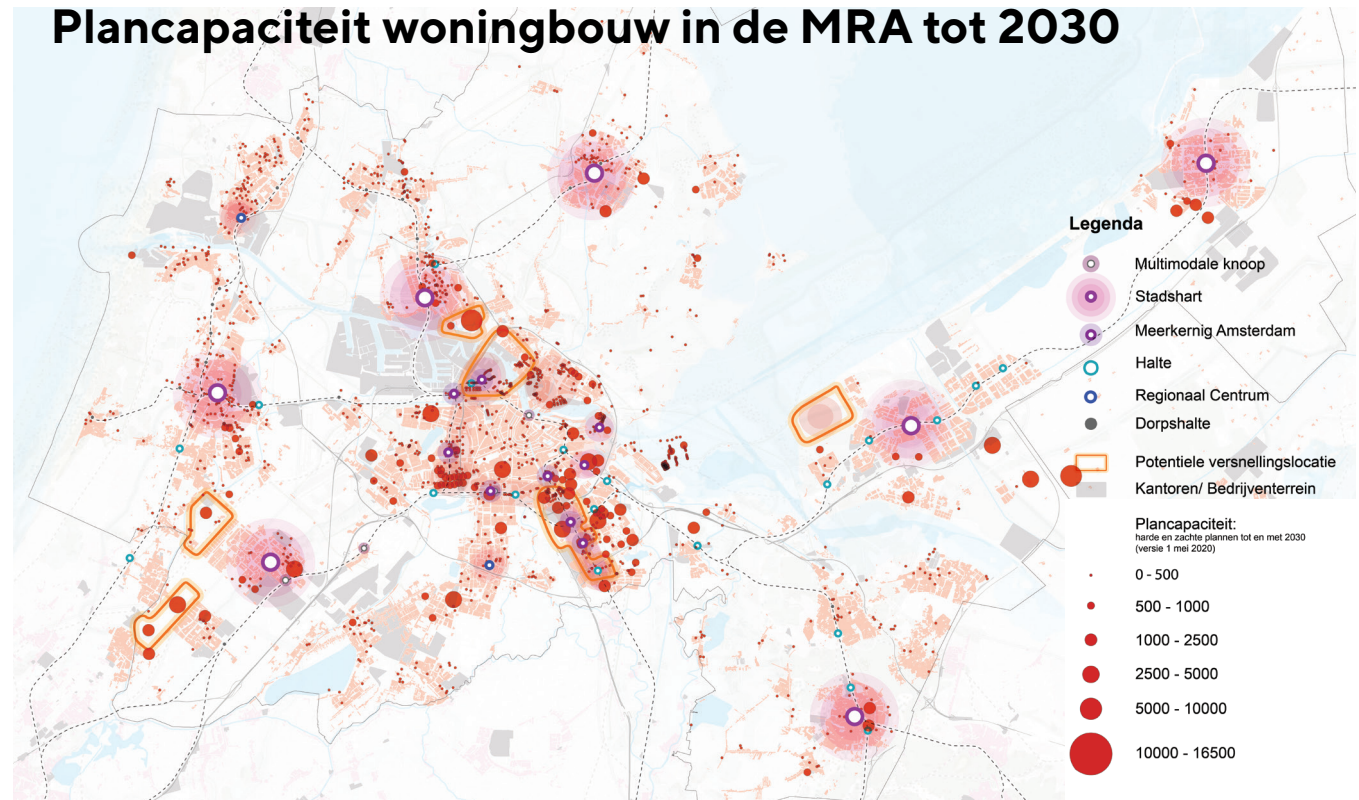 Plancapaciteit woningbouw in de MRA tot 2030
Legenda
Multimodale knoop
Stadshart
Meerkernig Amsterdam
Halte
Regionaal Centrum
Dorpshalte
Potentiele versnellingslocatie
Kantoren/ Bedrijventerrein
Plancapaciteit:
harde en zachte plannen tot en met 2030
(versie 1 mei 2020)
0 - 500
500 - 1000
1000 - 2500
2500 - 5000
5000 - 10000
10000 - 16500